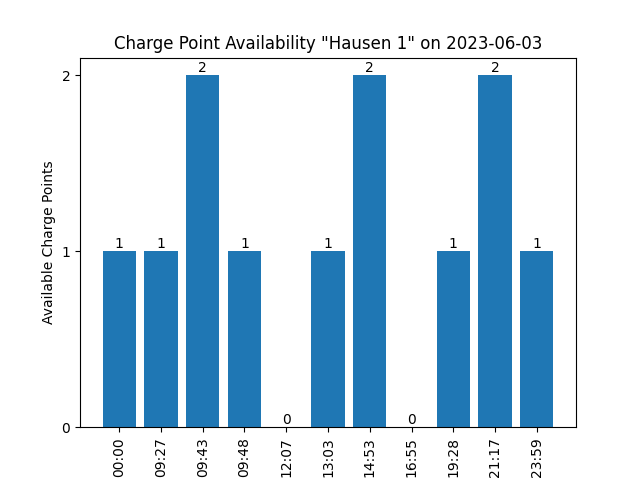 Charge Point Availability "Hausen 1" on 2023-06-03
Available Charge Points
2
1
0
1 1 2 1 0 1 2 0 1 2 1
00:00 09:27 09:43 09:48 12:07 13:03 14:53 16:55 19:28 21:17 23:59